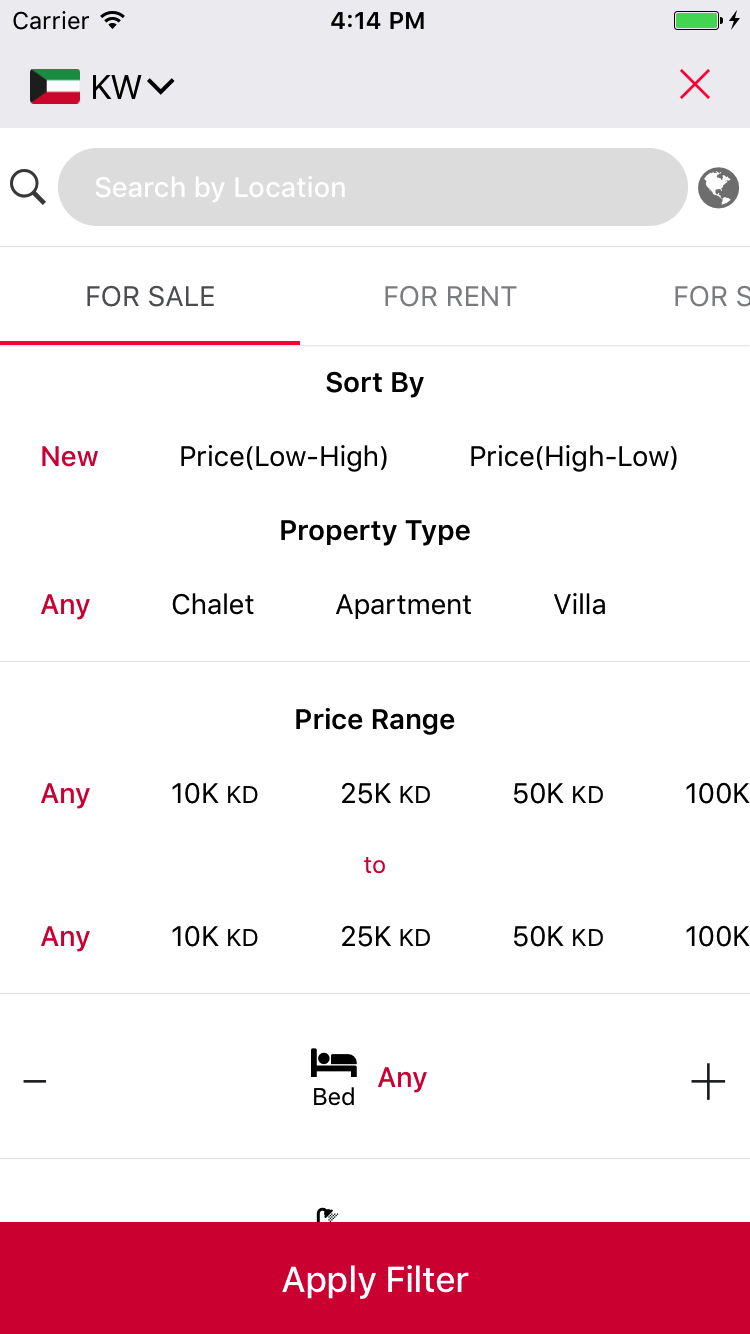 Carrier 4:14 PM
KW
Search by Location
FOR SALE FOR RENT FOR S
Sort By
New Price(Low-High) Price(High-Low)
Property Type
Any Chalet Apartment Villa
Price Range
Any 10K KD 25K KD 50K KD 100K
to
Any 10K KD 25K KD 50K KD 100K
Any
Bed
Apply Filter